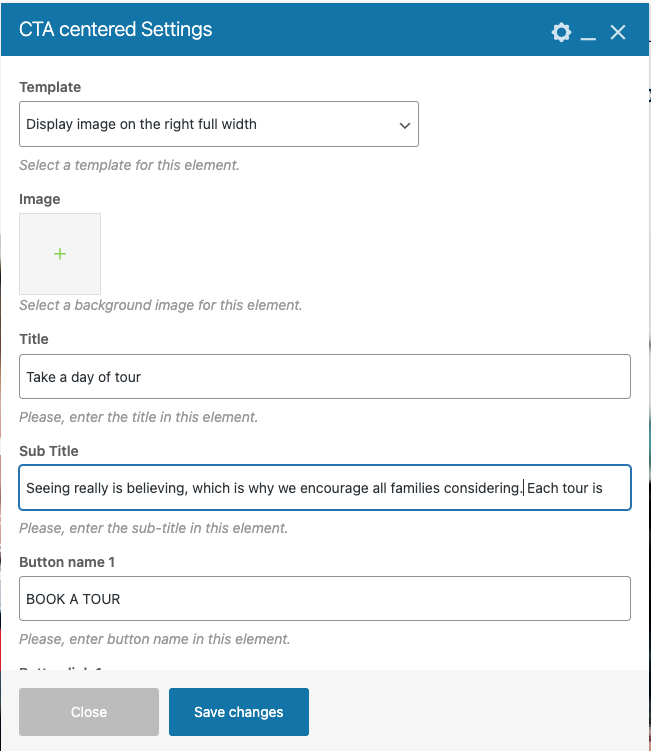 CTA centered Settings
Template
Display image on the right full width
Select a template for this element.
Image
Select a background image for this element.
Title
Take a day of tour
Please, enter the title in this element.
Sub Title
Seeing really is believing, which is why we encourage all families considering. Each tour is
Please, enter the sub-title in this element.
Button name 1
BOOK A TOUR
Please, enter button name in this element.
Close
Save changes